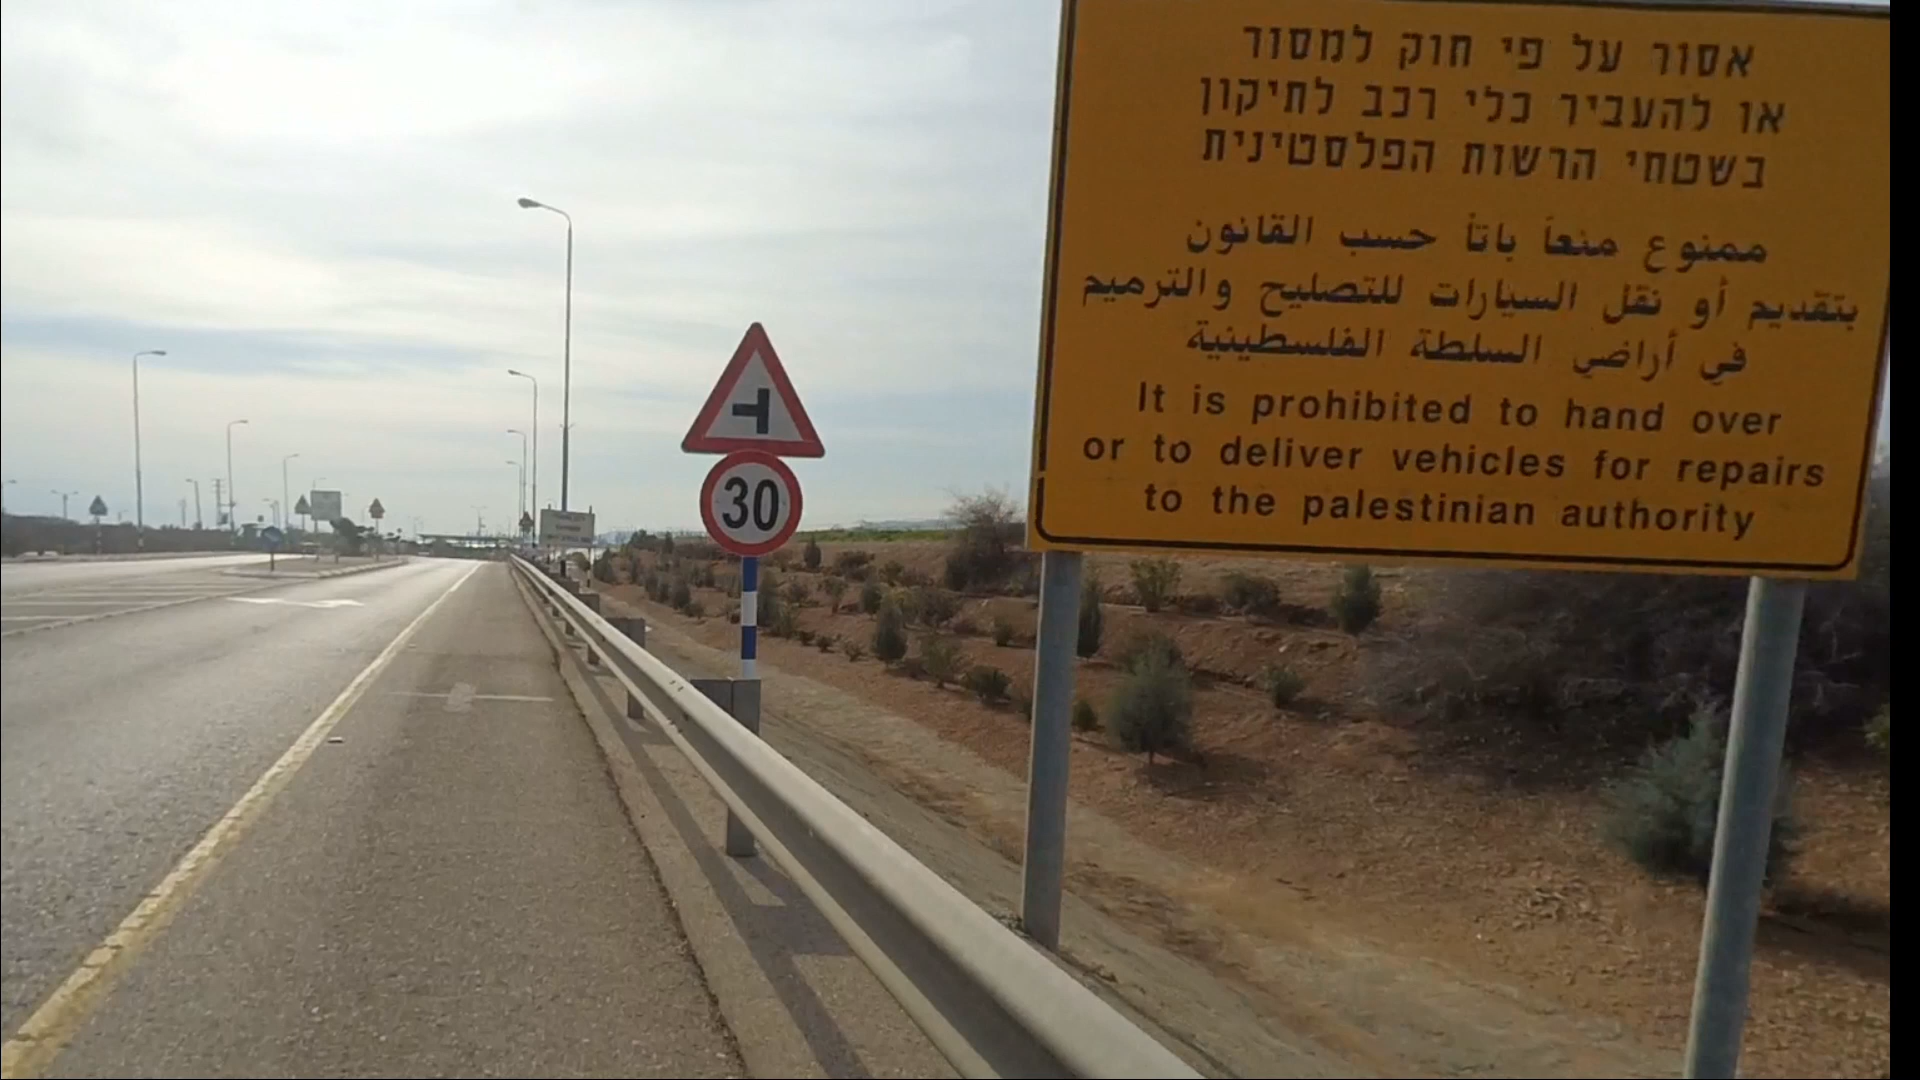 אסור על פי חוק למסור
או להעביר כלי רכב לתיקון
בשטחי הרשות הפלסטינית
ممنوع منعاً باتاً حسب القانون
بتقديم أو نقل السيارات للتصليح والترميم
في أراضي السلطة الفلسطينية
It is prohibited to hand over
or to deliver vehicles for repairs
to the palestinian authority
30